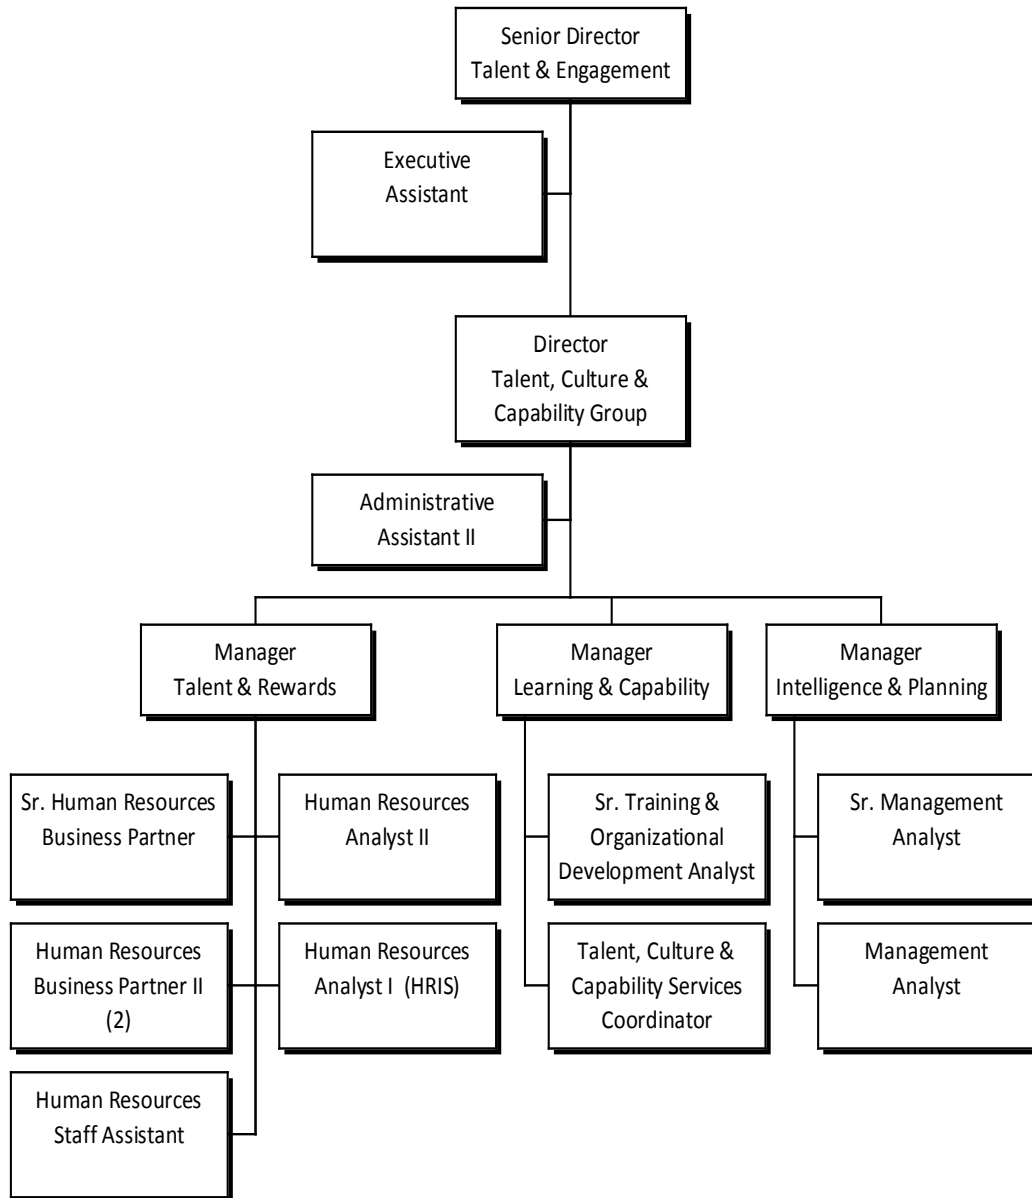 Senior Director
Talent & Engagement
Executive
Assistant
Director
Talent, Culture &
Capability Group
Administrative
Assistant II
Manager
Talent & Rewards
Manager
Learning & Capability
Manager
Intelligence & Planning
Sr. Human Resources
Business Partner
Human Resources
Analyst II
Sr. Training &
Organizational
Development Analyst
Sr. Management
Analyst
Human Resources
Business Partner II
(2)
Human Resources
Analyst I (HRIS)
Talent, Culture &
Capability Services
Coordinator
Management
Analyst
Human Resources
Staff Assistant